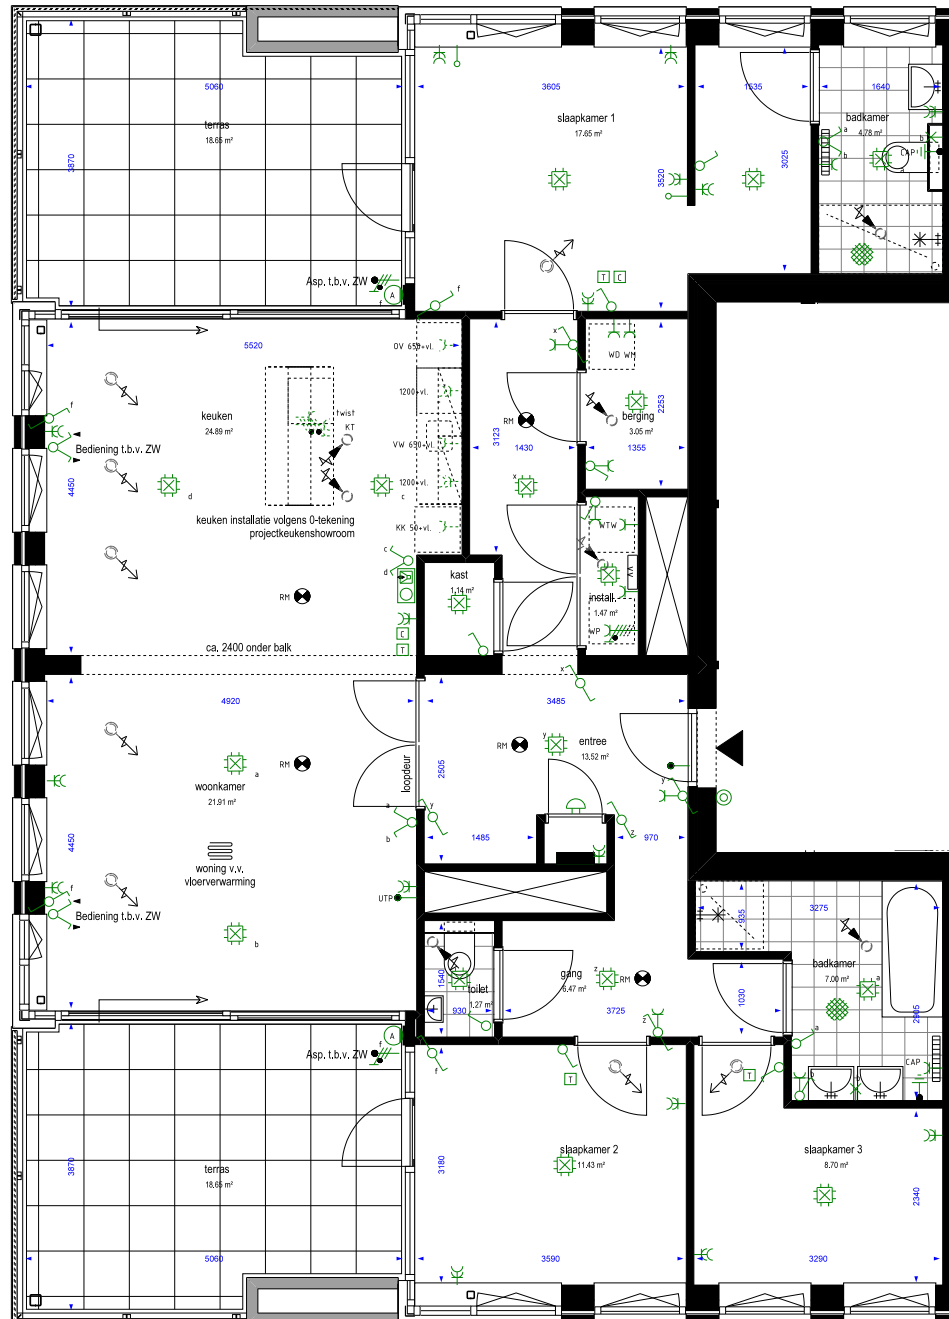 5060
3605
1535
1640
terras
18.65 m²
slaapkamer 1
17.65 m²
badkamer
4.78 m²
CAP
a
b
3870
3520
3025
Asp. t.b.v. ZW
A
f
f
T C
5520
OV 650+vl.
x
WD WM
keuken
24.89 m²
1200+vl.
twist
KT
VW 650+vl.
RM
berging
3.05 m²
2253
3123
1430
1355
f
Bediening t.b.v. ZW
4450
1200+vl.
d
c
x
keuken installatie volgens 0-tekening
projectkeukenshowroom
KK 50+vl.
WTW
c
d
kast
1.14 m²
install.
1.47 m²
VV
RM
WP
C
T
ca. 2400 onder balk
x
4920
3485
y
entree
13,52 m²
RM
RM
2505
loopdeur
a
woonkamer
21.91 m²
a
b
y
y
z
1485
970
4450
woning v.v.
vloerverwarming
f
UTP
Bediening t.b.v. ZW
935
3275
b
badkamer
7.00 m²
a
1540
toilet
1.27 m²
930
gang
6.47 m²
z
RM
3725
1030
2905
z
a
A
f
Asp. t.b.v. ZW
f
T
T
b
b
CAP
3870
terras
18.65 m²
3180
slaapkamer 2
11.43 m²
slaapkamer 3
8.70 m²
2340
5060
3590
3290